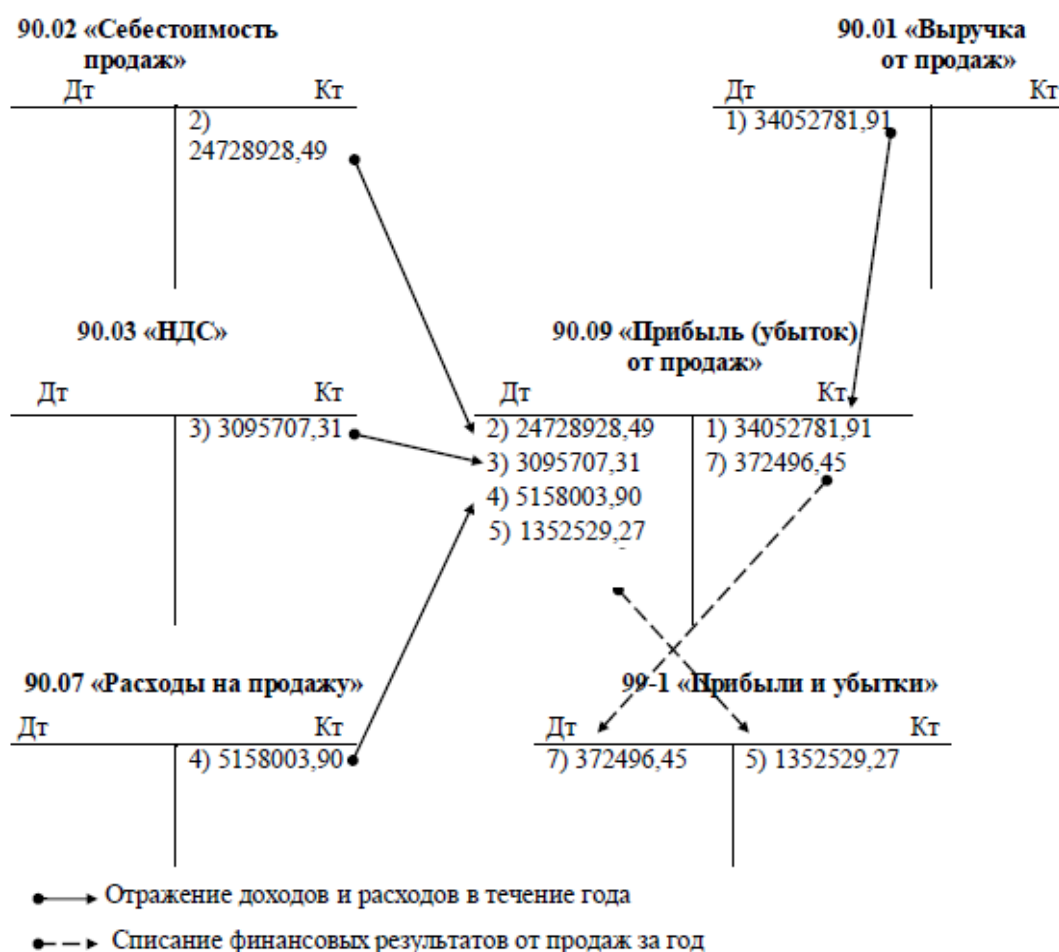 90.02 «Себестоимость
продаж»
Дт Кт
2)
24728928,49
90.01 «Выручка
от продаж»
Дт Кт
1) 34052781,91
90.03 «НДС»
Дт Кт
3) 3095707,31
90.09 «Прибыль (убыток)
от продаж»
Дт Кт
2) 24728928,49 1) 34052781,91
3) 3095707,31 7) 372496,45
4) 5158003,90
5) 1352529,27
90.07 «Расходы на продажу»
Дт Кт
4) 5158003,90
99-1 «Прибыли и убытки»
Дт Кт
7) 372496,45 5) 1352529,27
Отражение доходов и расходов в течение года
Списание финансовых результатов от продаж за год